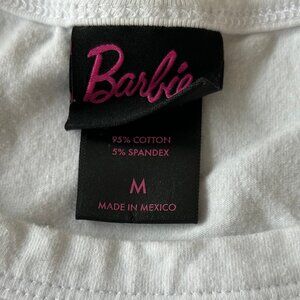 Barbie
95% COTTON
5% SPANDEX
M
MADE IN MEXICO